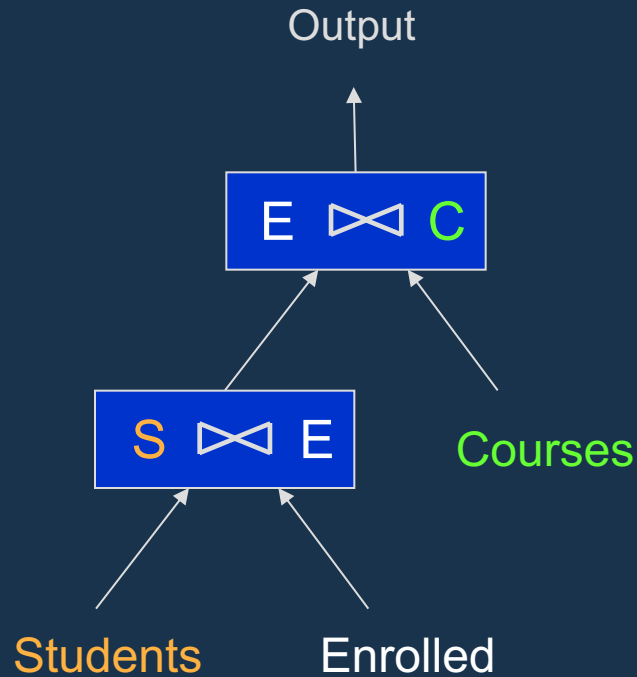 Output
E ⋈ C
S ⋈ E
Courses
Students Enrolled